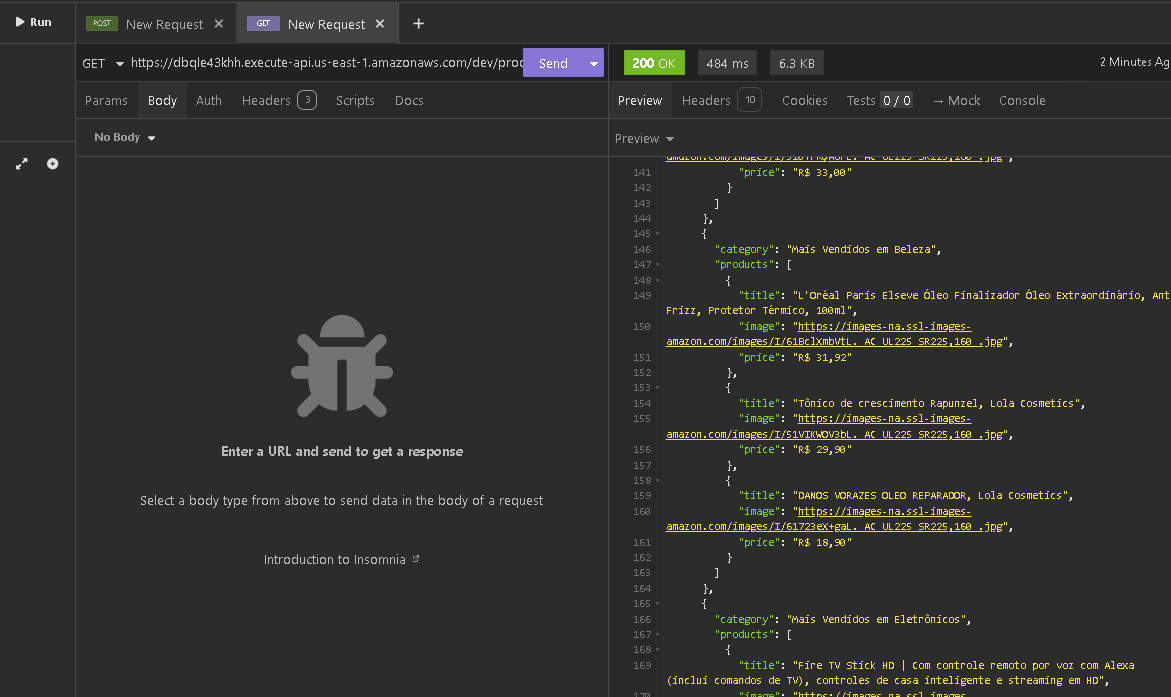 Run
POST New Request
GET New Request
GET https://dbqle43khh.execute-api.us-east-1.amazonaws.com/dev/prod
Send
200 OK
484 ms
6.3 KB
2 Minutes Ag
Params Body Auth Headers 3 Scripts Docs
Preview Headers 10 Cookies Tests 0 / 0 → Mock Console
No Body
Preview
Enter a URL and send to get a response
Select a body type from above to send data in the body of a request
Introduction to Insomnia
141 "price": "R$ 33,00"
142 }
143 ]
144 },
145 {
146 "category": "Mais Vendidos em Beleza",
147 "products": [
148 {
149 "title": "L'Oréal Paris Elseve Óleo Finalizador Óleo Extraordinário, Ant
Frizz, Protetor Térmico, 100ml",
150 "image": "https://images-na.ssl-images-
amazon.com/images/I/61BclXmbVtL._AC_UL225_SR225,160_.jpg",
151 "price": "R$ 31,92"
152 },
153 {
154 "title": "Tônico de crescimento Rapunzel, Lola Cosmetics",
155 "image": "https://images-na.ssl-images-
amazon.com/images/I/51VIKWOV3bL._AC_UL225_SR225,160_.jpg",
156 "price": "R$ 29,90"
157 },
158 {
159 "title": "DANOS VORAZES OLEO REPARADOR, Lola Cosmetics",
160 "image": "https://images-na.ssl-images-
amazon.com/images/I/61723eX+gaL._AC_UL225_SR225,160_.jpg",
161 "price": "R$ 18,90"
162 }
163 ]
164 },
165 {
166 "category": "Mais Vendidos em Eletrônicos",
167 "products": [
168 {
169 "title": "Fire TV Stick HD | Com controle remoto por voz com Alexa
(inclui comandos de TV), controles de casa inteligente e streaming em HD",
170 "image": "https://images-na.ssl-images-